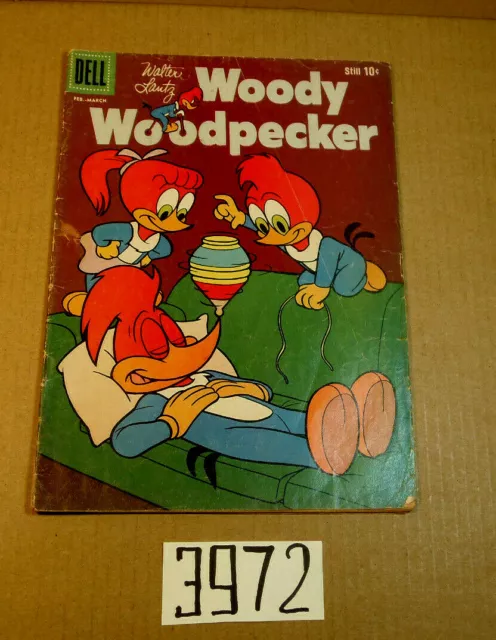 DELL
FEB.-MARCH
Walter
Lantz
Still 10¢
Woody
Woodpecker
3972